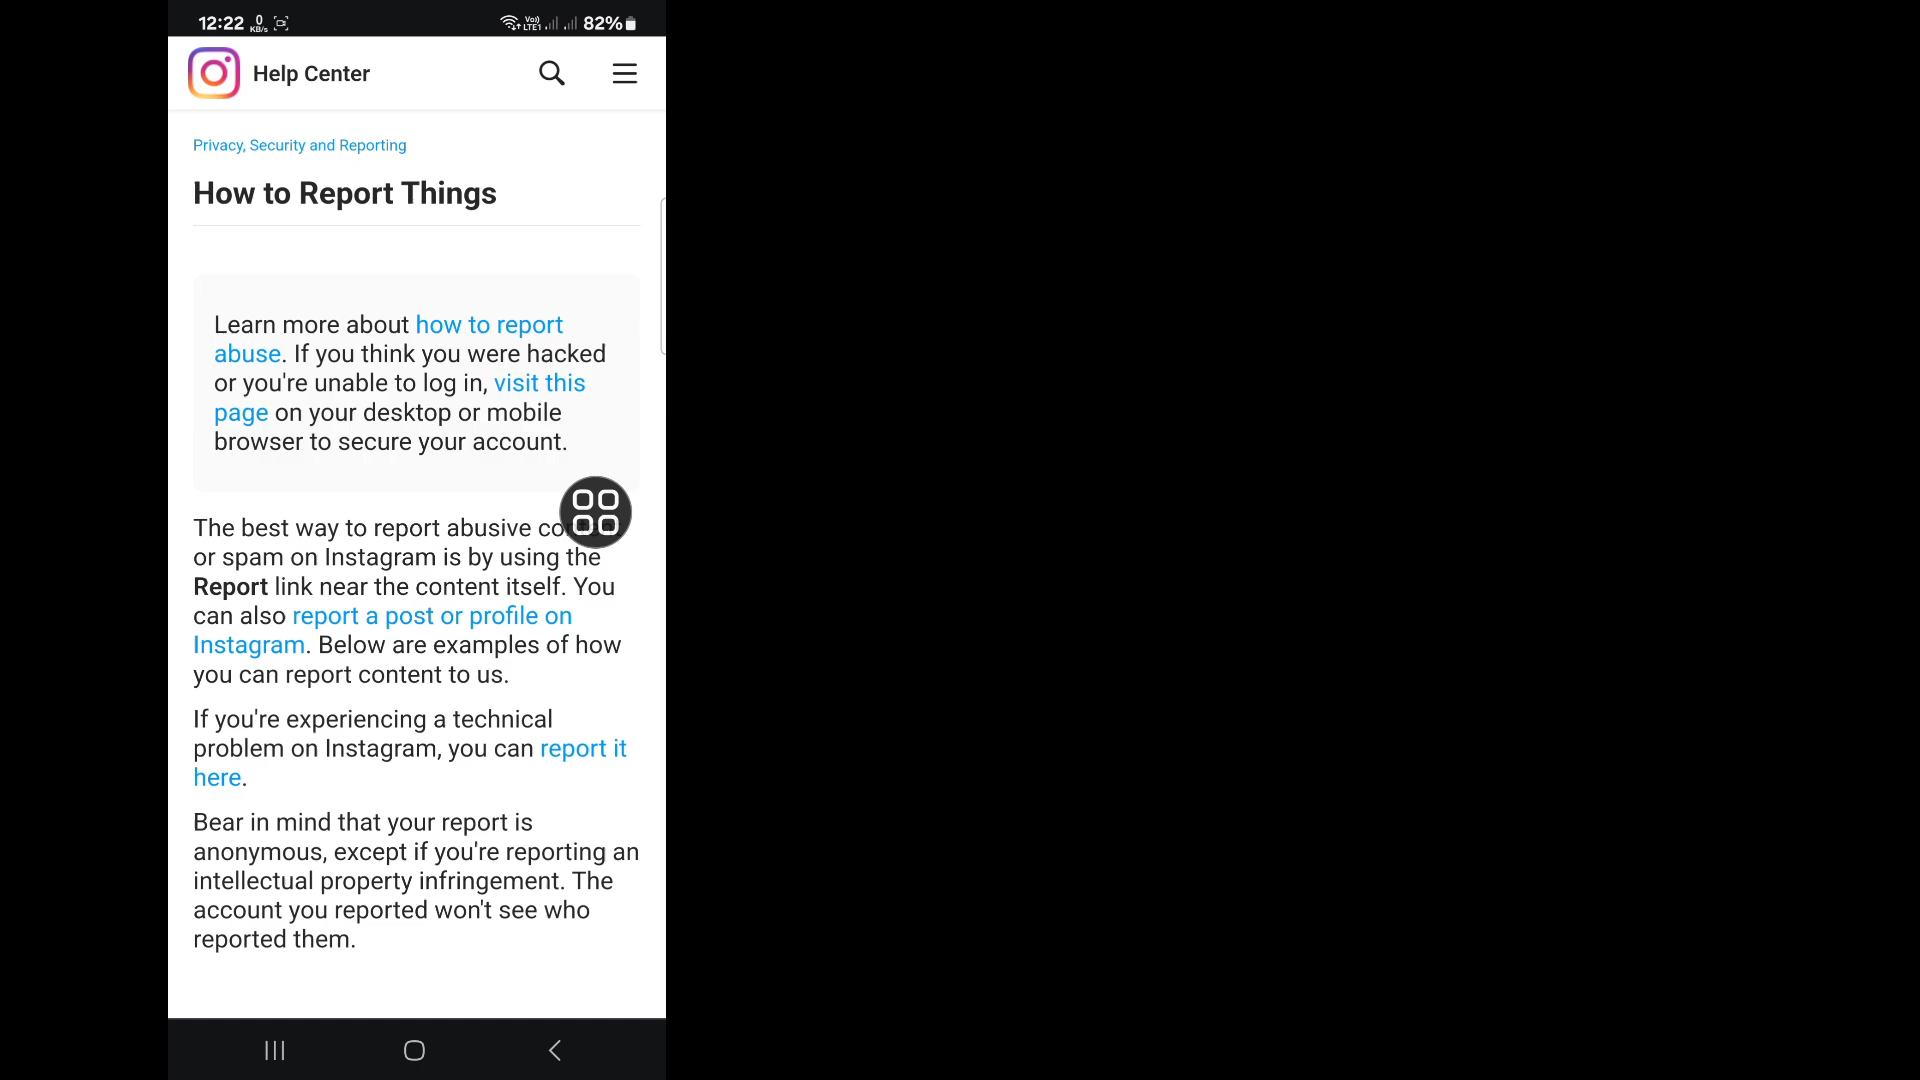 12:22 0 KB/s Vo) LTE1 82%
Help Center
Privacy, Security and Reporting
How to Report Things
Learn more about how to report
abuse. If you think you were hacked
or you're unable to log in, visit this
page on your desktop or mobile
browser to secure your account.
The best way to report abusive content
or spam on Instagram is by using the
Report link near the content itself. You
can also report a post or profile on
Instagram. Below are examples of how
you can report content to us.
If you're experiencing a technical
problem on Instagram, you can report it
here.
Bear in mind that your report is
anonymous, except if you're reporting an
intellectual property infringement. The
account you reported won't see who
reported them.